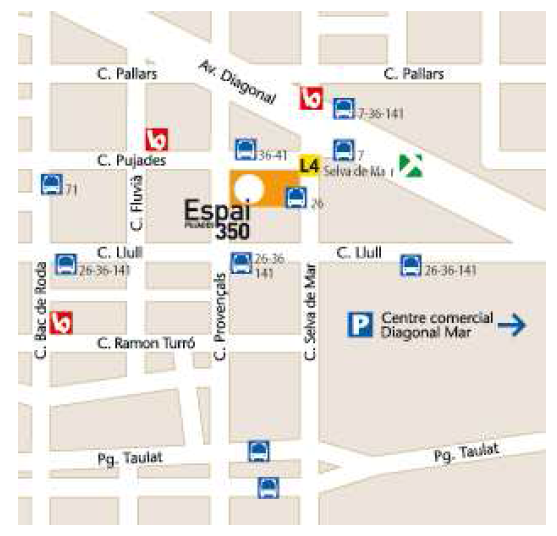 C. Pallars
Av. Diagonal
C. Pallars
7-36-141
C. Pujades
36-41
L4
7
Selva de Mar
71
C. Fluvià
26
Espai
PUJADES 350
C. Llull
C. Llull
26-36-141
26-36
141
26-36-141
C. Bac de Roda
C. Provençals
C. Selva de Mar
P
Centre comercial
Diagonal Mar
C. Ramon Turró
Pg. Taulat
Pg. Taulat